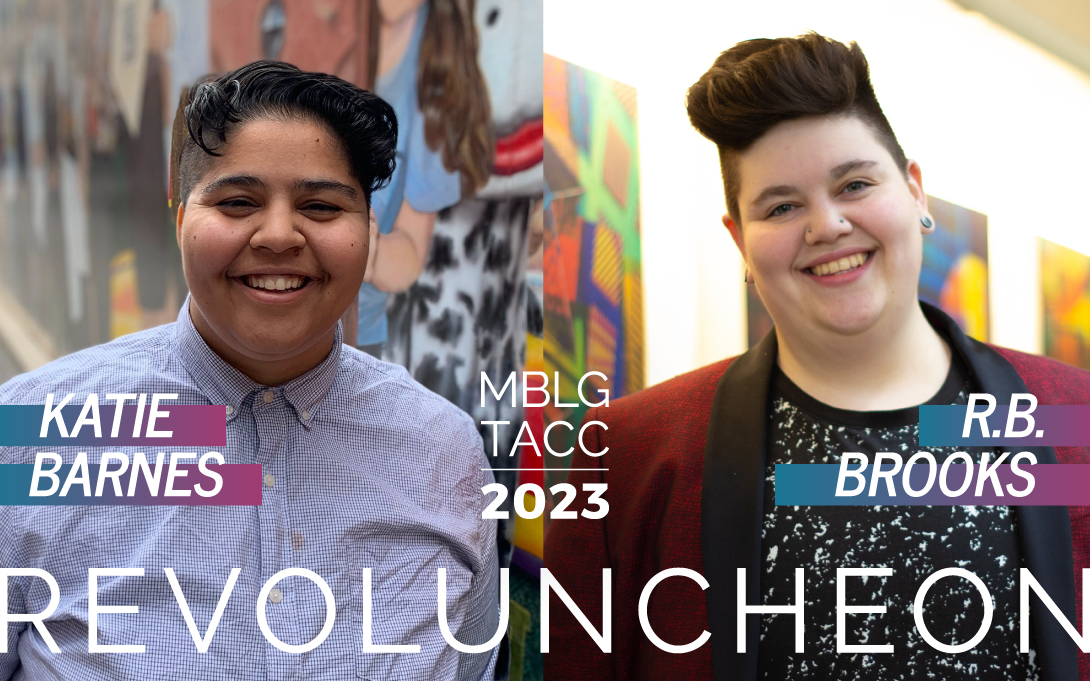 KATIE
BARNES
MBLG
TACC
2023
R.B.
BROOKS
REVOLUNCHEON